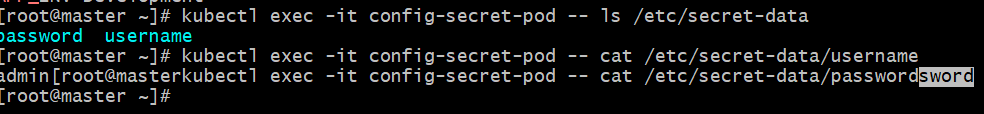 [root@master ~]# kubectl exec -it config-secret-pod -- ls /etc/secret-data
password  username
[root@master ~]# kubectl exec -it config-secret-pod -- cat /etc/secret-data/username
admin[root@masterkubectl exec -it config-secret-pod -- cat /etc/secret-data/passwordsword
[root@master ~]#